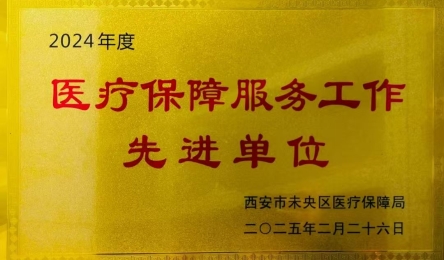 2024年度
医疗保障服务工作
先进单位
西安市未央区医疗保障局
二〇二五年二月二十六日